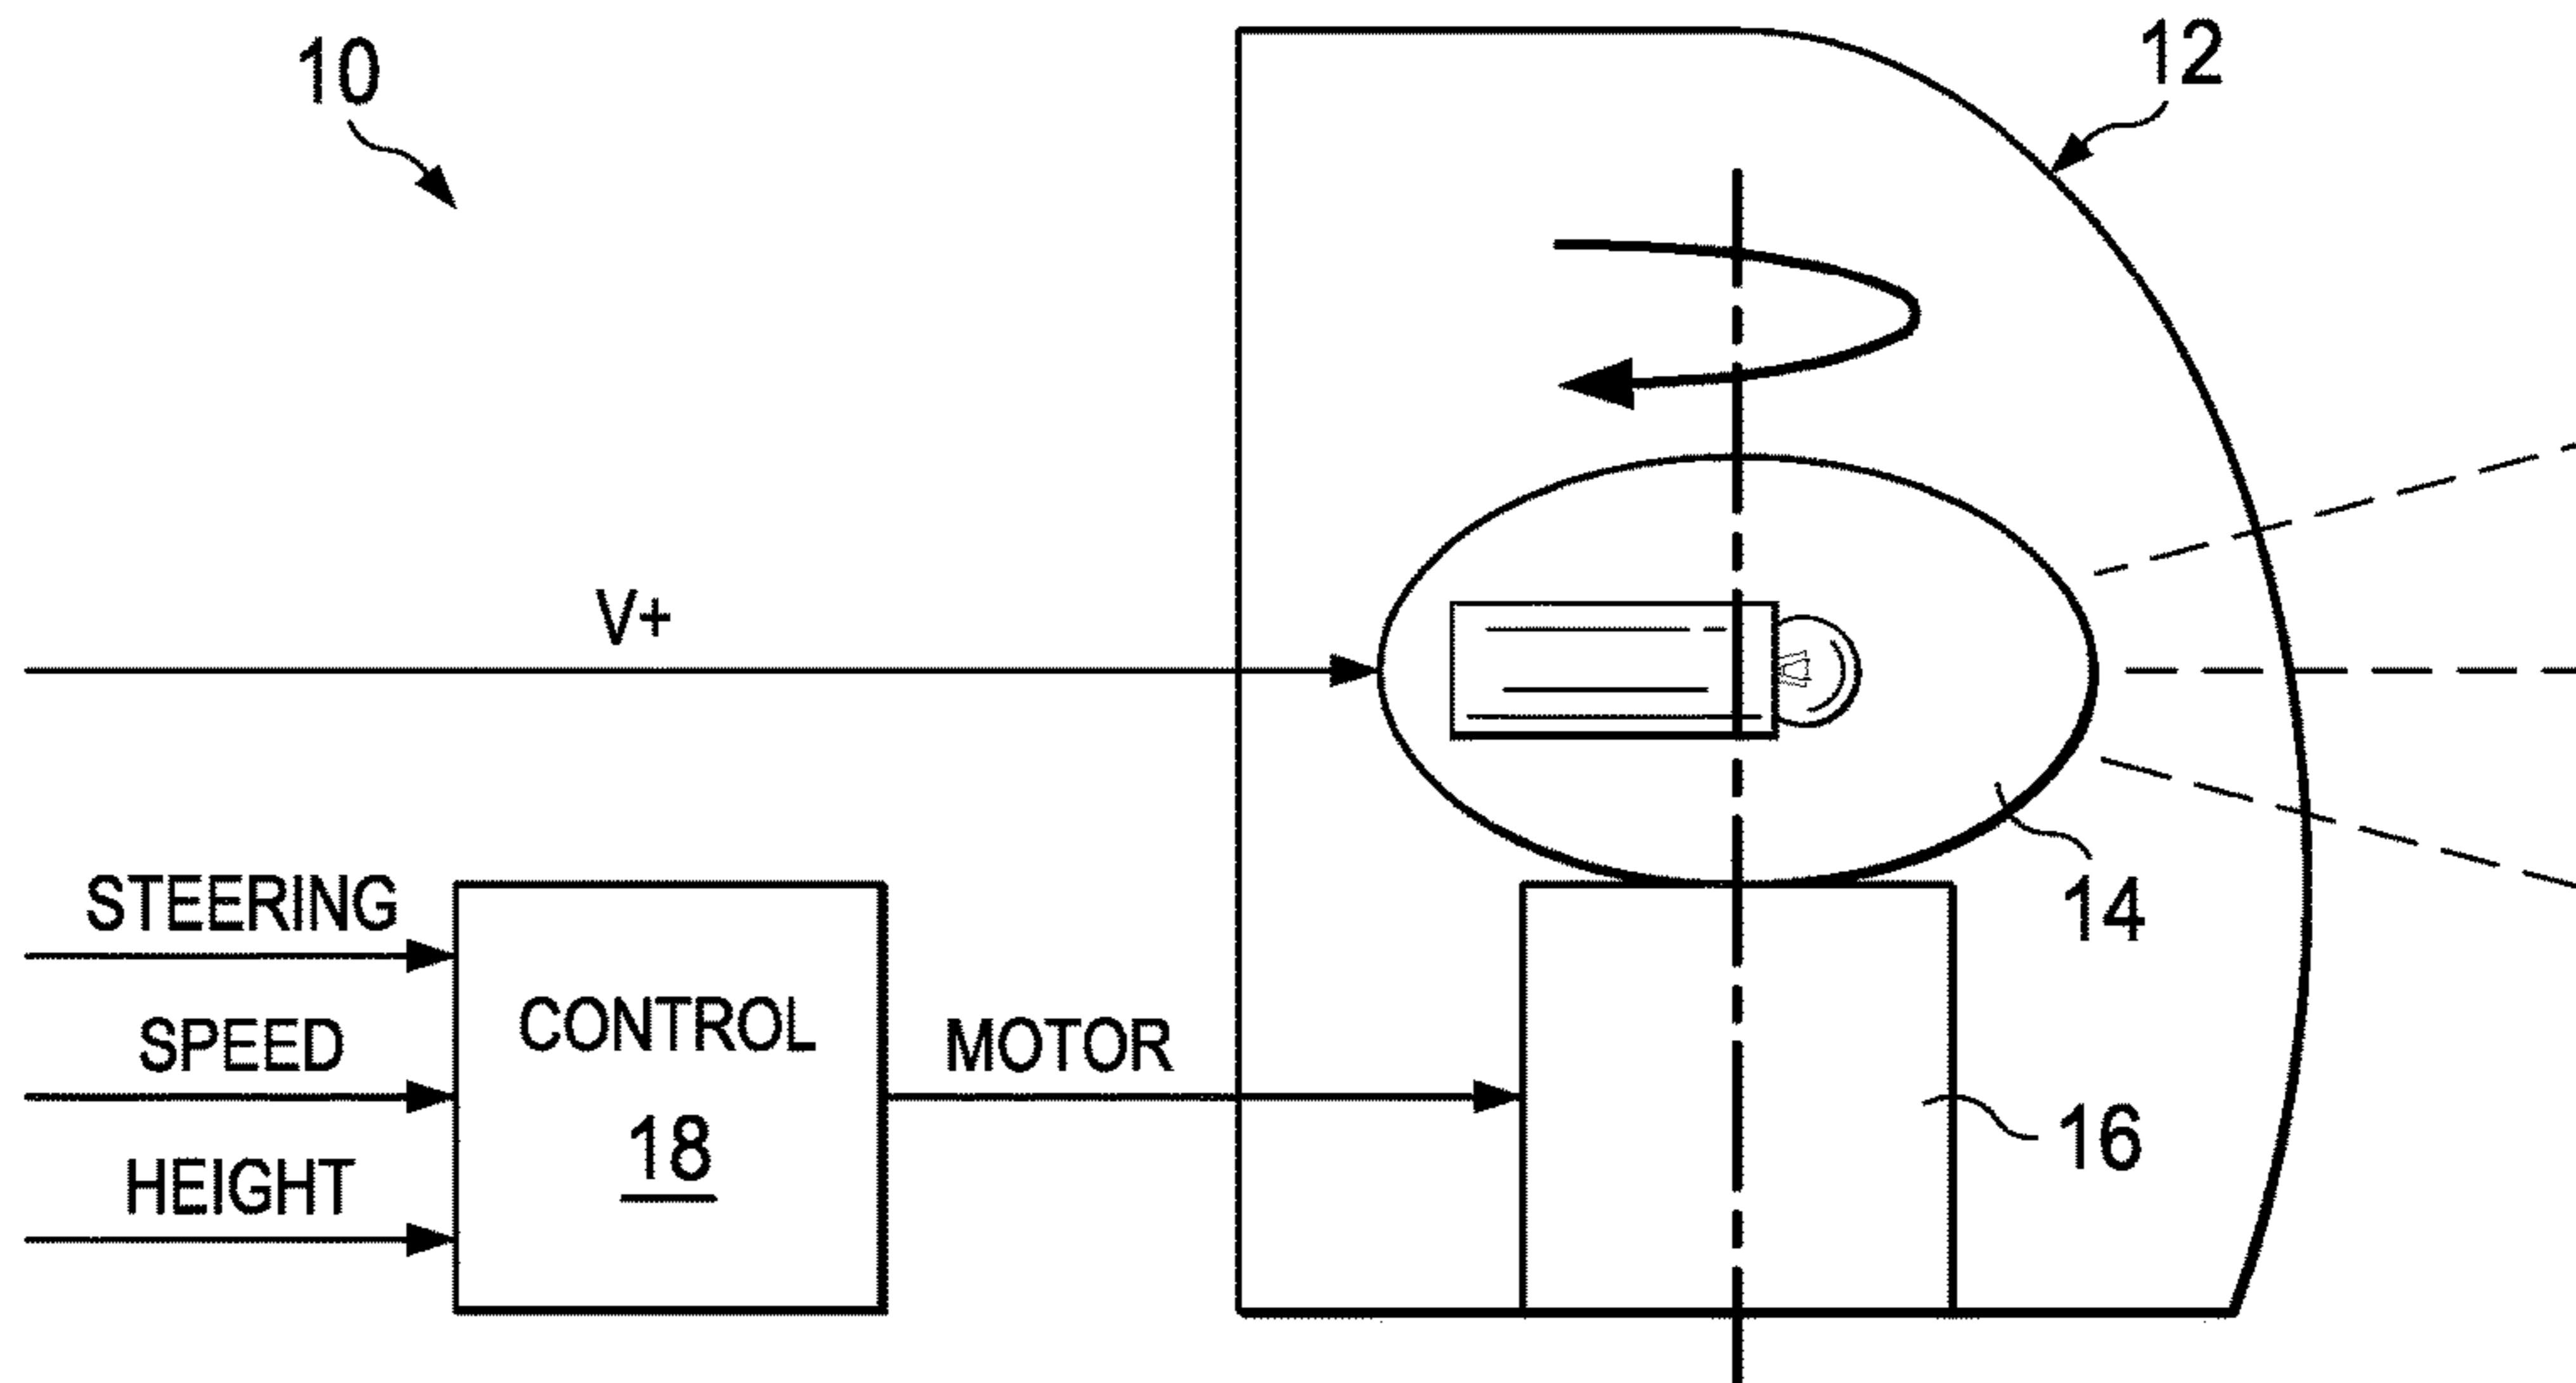 10
12
V+
14
STEERING
SPEED
HEIGHT
CONTROL
18
MOTOR
16